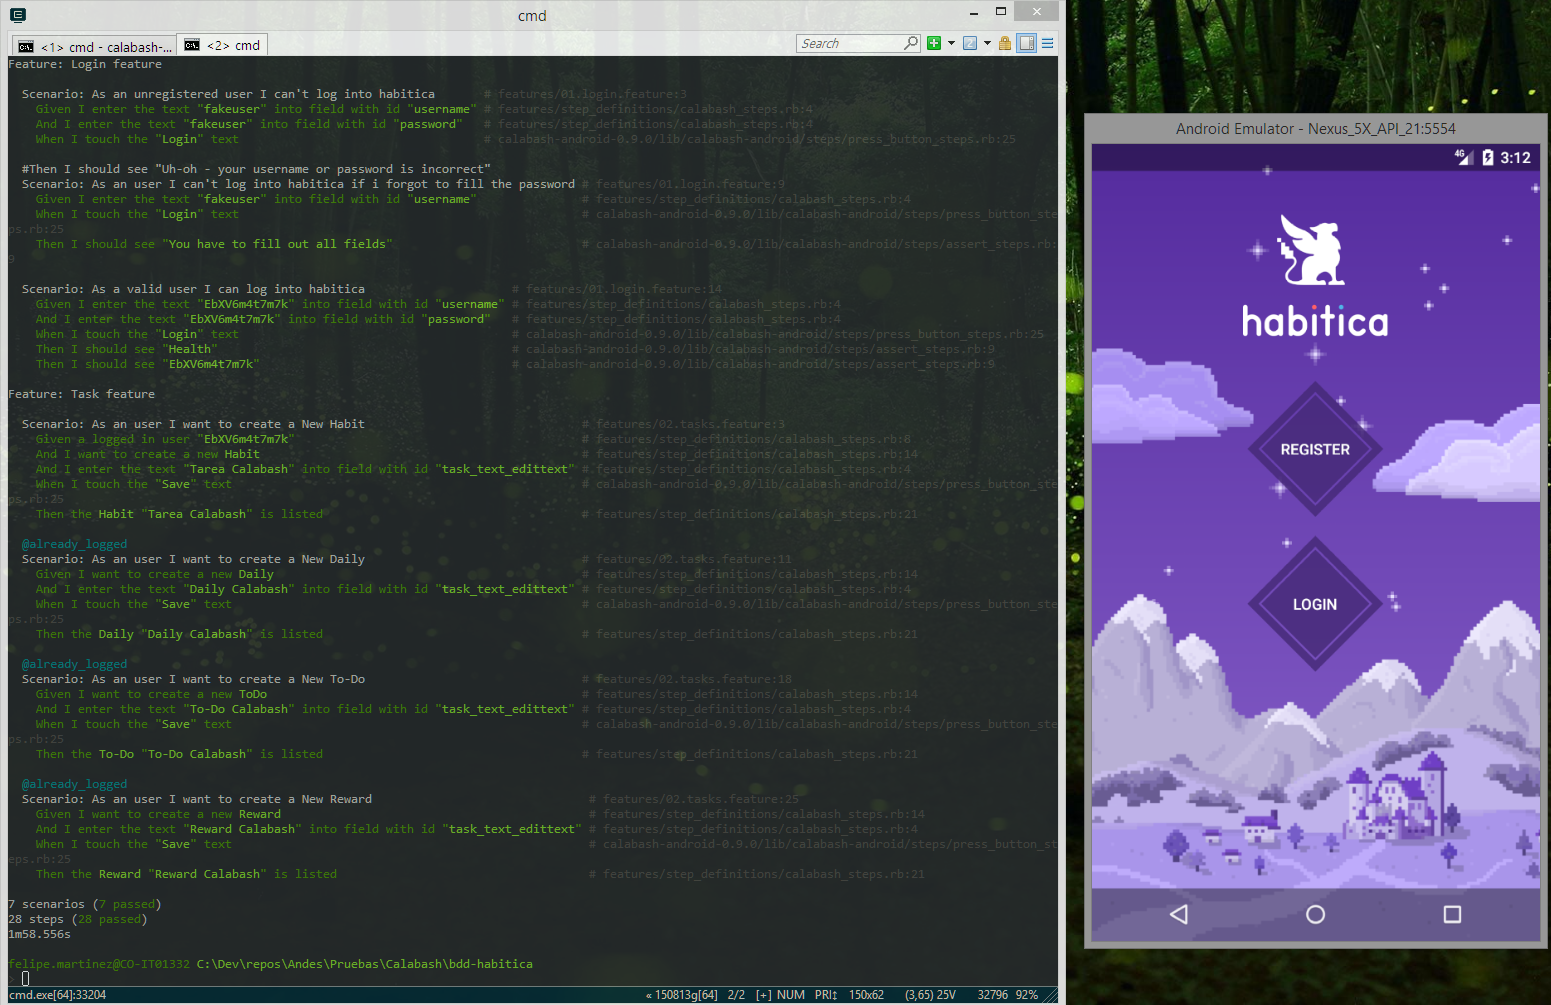 cmd
<1> cmd - calabash-...
<2> cmd
Search
Feature: Login feature
Scenario: As an unregistered user I can't log into habitica # features/01.login.feature:3
Given I enter the text "fakeuser" into field with id "username" # features/step_definitions/calabash_steps.rb:4
And I enter the text "fakeuser" into field with id "password" # features/step_definitions/calabash_steps.rb:4
When I touch the "Login" text # calabash-android-0.9.0/lib/calabash-android/steps/press_button_steps.rb:25
#Then I should see "Uh-oh - your username or password is incorrect"
Scenario: As an user I can't log into habitica if i forgot to fill the password # features/01.login.feature:9
Given I enter the text "fakeuser" into field with id "username" # features/step_definitions/calabash_steps.rb:4
When I touch the "Login" text # calabash-android-0.9.0/lib/calabash-android/steps/press_button_ste
ps.rb:25
Then I should see "You have to fill out all fields" # calabash-android-0.9.0/lib/calabash-android/steps/assert_steps.rb:
9
Scenario: As a valid user I can log into habitica # features/01.login.feature:14
Given I enter the text "EbXV6m4t7m7k" into field with id "username" # features/step_definitions/calabash_steps.rb:4
And I enter the text "EbXV6m4t7m7k" into field with id "password" # features/step_definitions/calabash_steps.rb:4
When I touch the "Login" text # calabash-android-0.9.0/lib/calabash-android/steps/press_button_steps.rb:25
Then I should see "Health" # calabash-android-0.9.0/lib/calabash-android/steps/assert_steps.rb:9
Then I should see "EbXV6m4t7m7k" # calabash-android-0.9.0/lib/calabash-android/steps/assert_steps.rb:9
Feature: Task feature
Scenario: As an user I want to create a New Habit # features/02.tasks.feature:3
Given a logged in user "EbXV6m4t7m7k" # features/step_definitions/calabash_steps.rb:8
And I want to create a new Habit # features/step_definitions/calabash_steps.rb:14
And I enter the text "Tarea Calabash" into field with id "task_text_edittext" # features/step_definitions/calabash_steps.rb:4
When I touch the "Save" text # calabash-android-0.9.0/lib/calabash-android/steps/press_button_ste
ps.rb:25
Then the Habit "Tarea Calabash" is listed # features/step_definitions/calabash_steps.rb:21
@already_logged
Scenario: As an user I want to create a New Daily # features/02.tasks.feature:11
Given I want to create a new Daily # features/step_definitions/calabash_steps.rb:14
And I enter the text "Daily Calabash" into field with id "task_text_edittext" # features/step_definitions/calabash_steps.rb:4
When I touch the "Save" text # calabash-android-0.9.0/lib/calabash-android/steps/press_button_ste
ps.rb:25
Then the Daily "Daily Calabash" is listed # features/step_definitions/calabash_steps.rb:21
@already_logged
Scenario: As an user I want to create a New To-Do # features/02.tasks.feature:18
Given I want to create a new ToDo # features/step_definitions/calabash_steps.rb:14
And I enter the text "To-Do Calabash" into field with id "task_text_edittext" # features/step_definitions/calabash_steps.rb:4
When I touch the "Save" text # calabash-android-0.9.0/lib/calabash-android/steps/press_button_ste
ps.rb:25
Then the To-Do "To-Do Calabash" is listed # features/step_definitions/calabash_steps.rb:21
@already_logged
Scenario: As an user I want to create a New Reward # features/02.tasks.feature:25
Given I want to create a new Reward # features/step_definitions/calabash_steps.rb:14
And I enter the text "Reward Calabash" into field with id "task_text_edittext" # features/step_definitions/calabash_steps.rb:4
When I touch the "Save" text # calabash-android-0.9.0/lib/calabash-android/steps/press_button_st
eps.rb:25
Then the Reward "Reward Calabash" is listed # features/step_definitions/calabash_steps.rb:21
7 scenarios (7 passed)
28 steps (28 passed)
1m58.556s
felipe.martinez@CO-IT01332 C:\Dev\repos\Andes\Pruebas\Calabash\bdd-habitica
>
cmd.exe[64]:33204 « 150813g[64] 2/2 [+] NUM PRI↕ 150x62 (3,65) 25V 32796 92%
Android Emulator - Nexus_5X_API_21:5554
4G 3:12
habitica
REGISTER
LOGIN